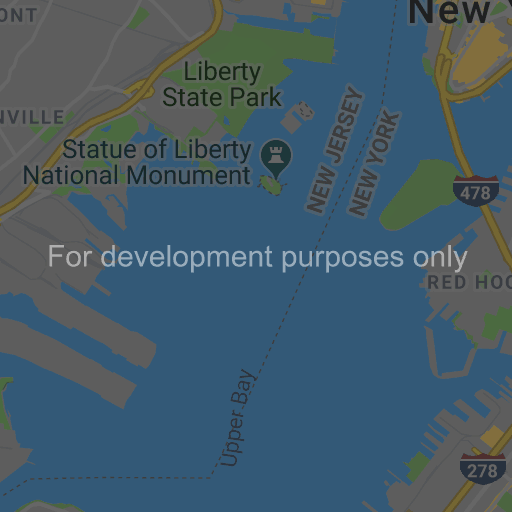 ONT
New Y
Liberty
State Park
NVILLE
Statue of Liberty
National Monument
NEW JERSEY
NEW YORK
478
For development purposes only
RED HOO
Upper Bay
278